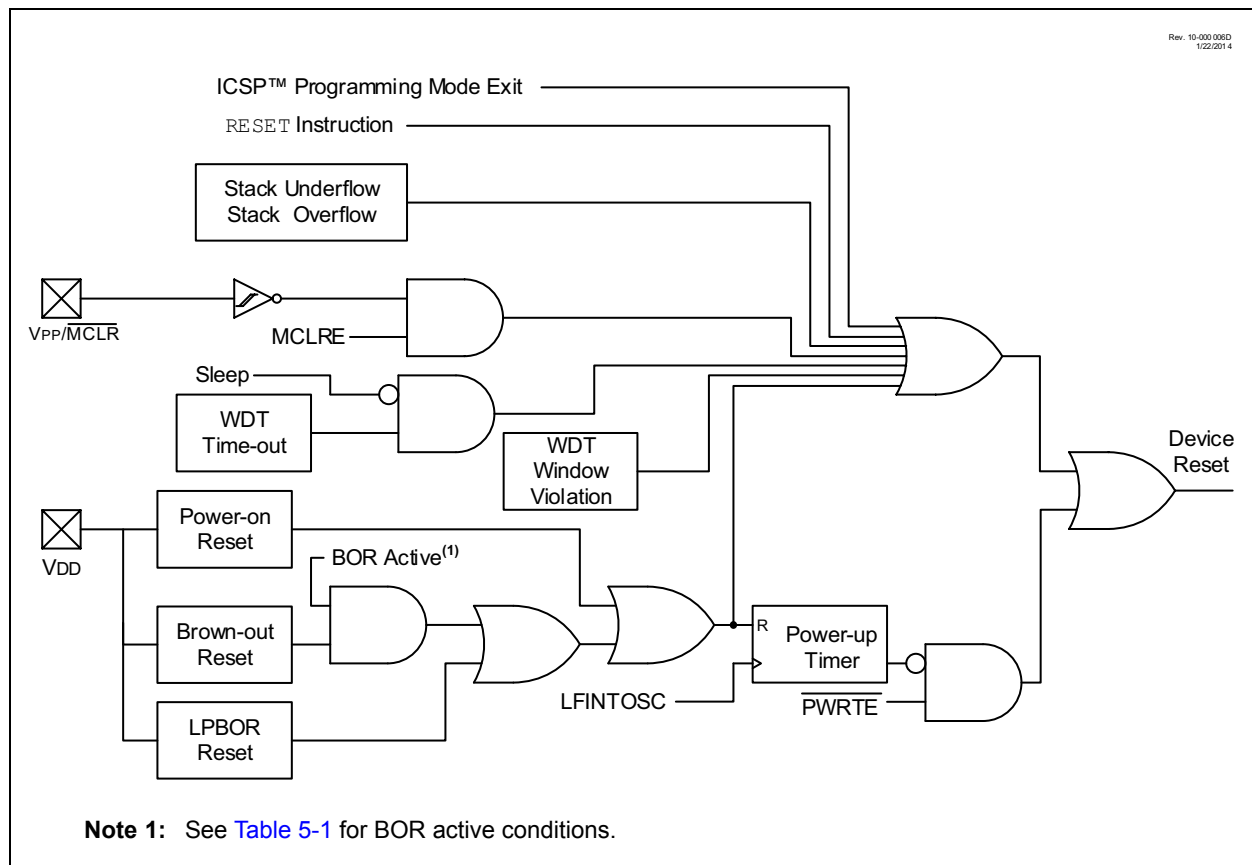 Rev. 10-000 006D
1/22/201 4
ICSP™ Programming Mode Exit
RESET Instruction
Stack Underflow
Stack Overflow
VPP/MCLR
MCLRE
Sleep
WDT
Time-out
WDT
Window
Violation
Device
Reset
VDD
Power-on
Reset
BOR Active(1)
Brown-out
Reset
R
Power-up
Timer
LFINTOSC
PWRTE
LPBOR
Reset
Note 1: See Table 5-1 for BOR active conditions.